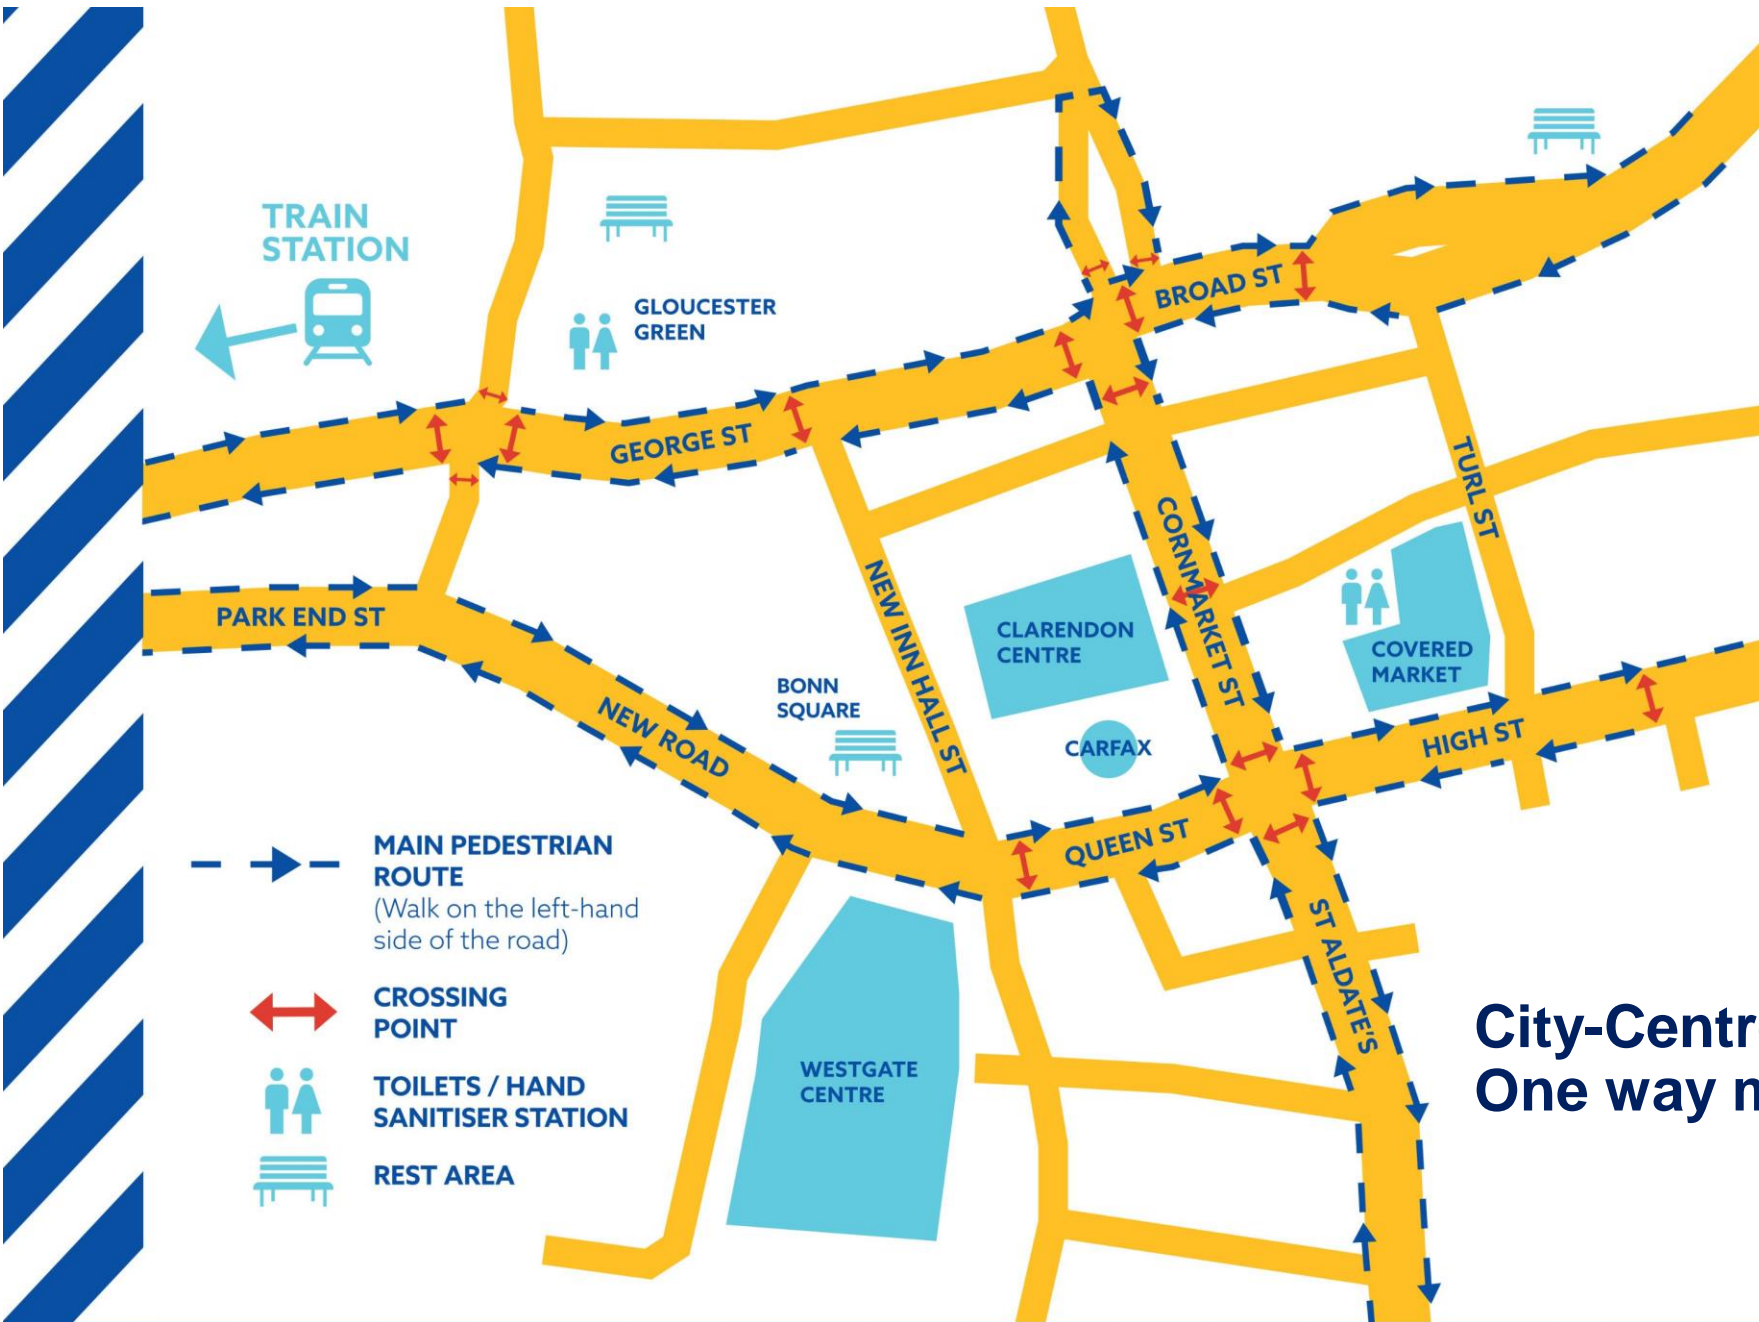 TRAIN
STATION
GLOUCESTER
GREEN
BROAD ST
GEORGE ST
TURL ST
CORNMARKET ST
NEW INN HALL ST
PARK END ST
CLARENDON
CENTRE
COVERED
MARKET
BONN
SQUARE
NEW ROAD
CARFAX
HIGH ST
QUEEN ST
ST ALDATE'S
MAIN PEDESTRIAN
ROUTE
(Walk on the left-hand
side of the road)
CROSSING
POINT
TOILETS / HAND
SANITISER STATION
REST AREA
WESTGATE
CENTRE
City-Centr
One way